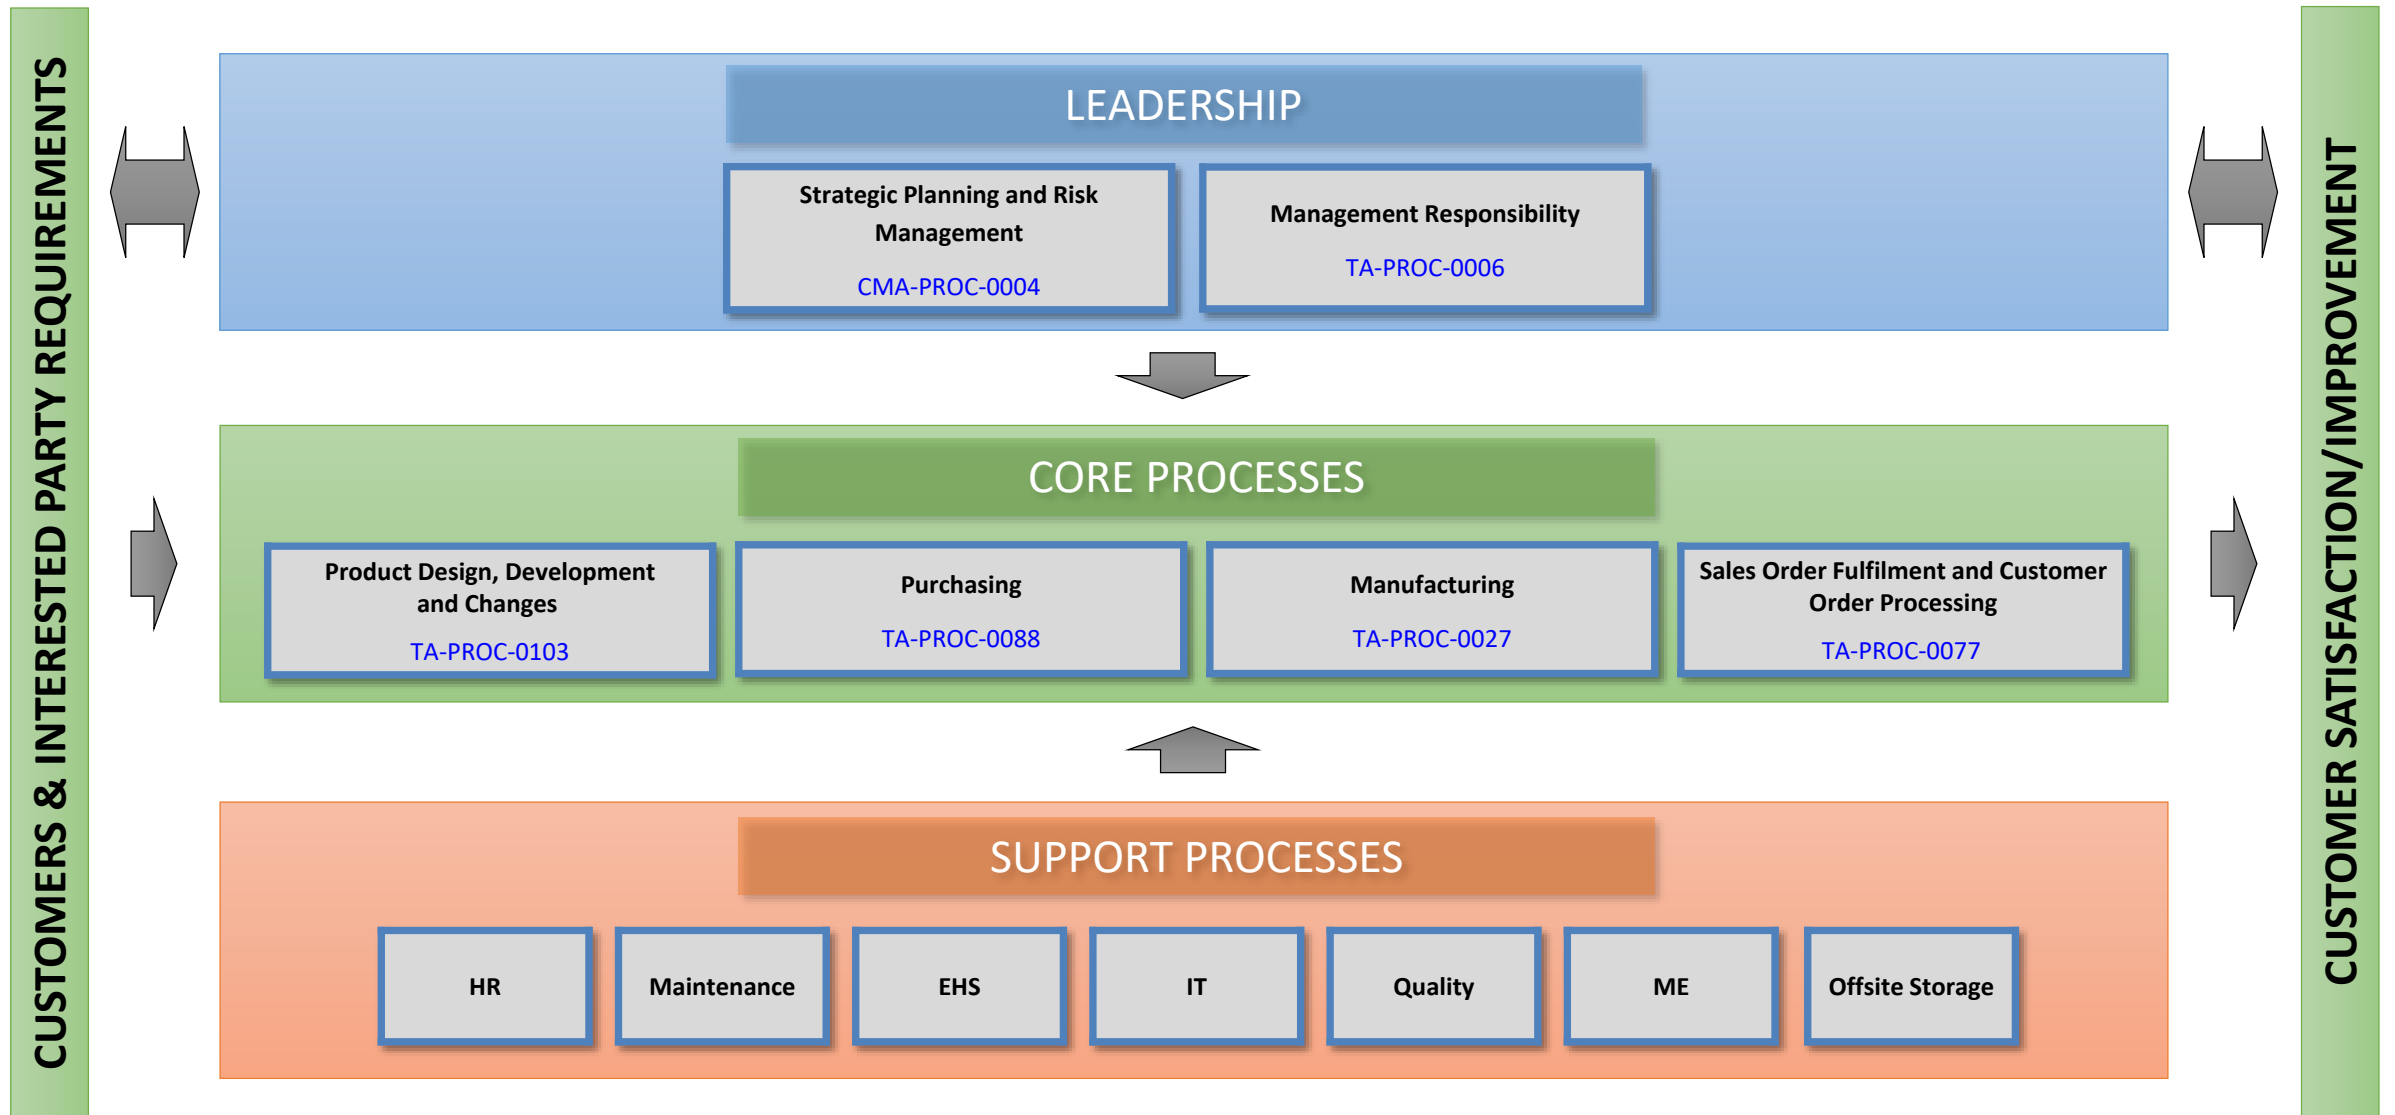 CUSTOMERS & INTERESTED PARTY REQUIREMENTS
LEADERSHIP
Strategic Planning and Risk
Management
CMA-PROC-0004
Management Responsibility
TA-PROC-0006
CORE PROCESSES
Product Design, Development
and Changes
TA-PROC-0103
Purchasing
TA-PROC-0088
Manufacturing
TA-PROC-0027
Sales Order Fulfilment and Customer
Order Processing
TA-PROC-0077
SUPPORT PROCESSES
HR
Maintenance
EHS
IT
Quality
ME
Offsite Storage
CUSTOMER SATISFACTION/IMPROVEMENT